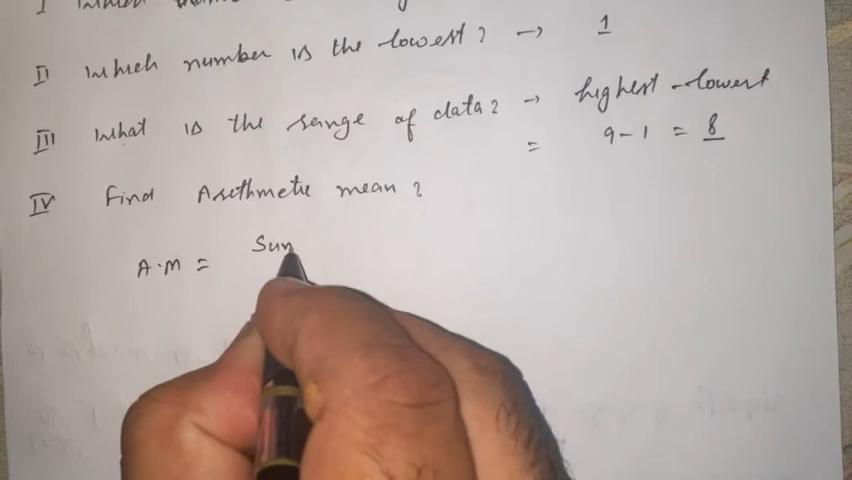 II which number is the lowest? → 1
III What is the range of data? → highest - lowest
= 9-1 = 8
IV Find Arithmetic mean?
A.M = Sum